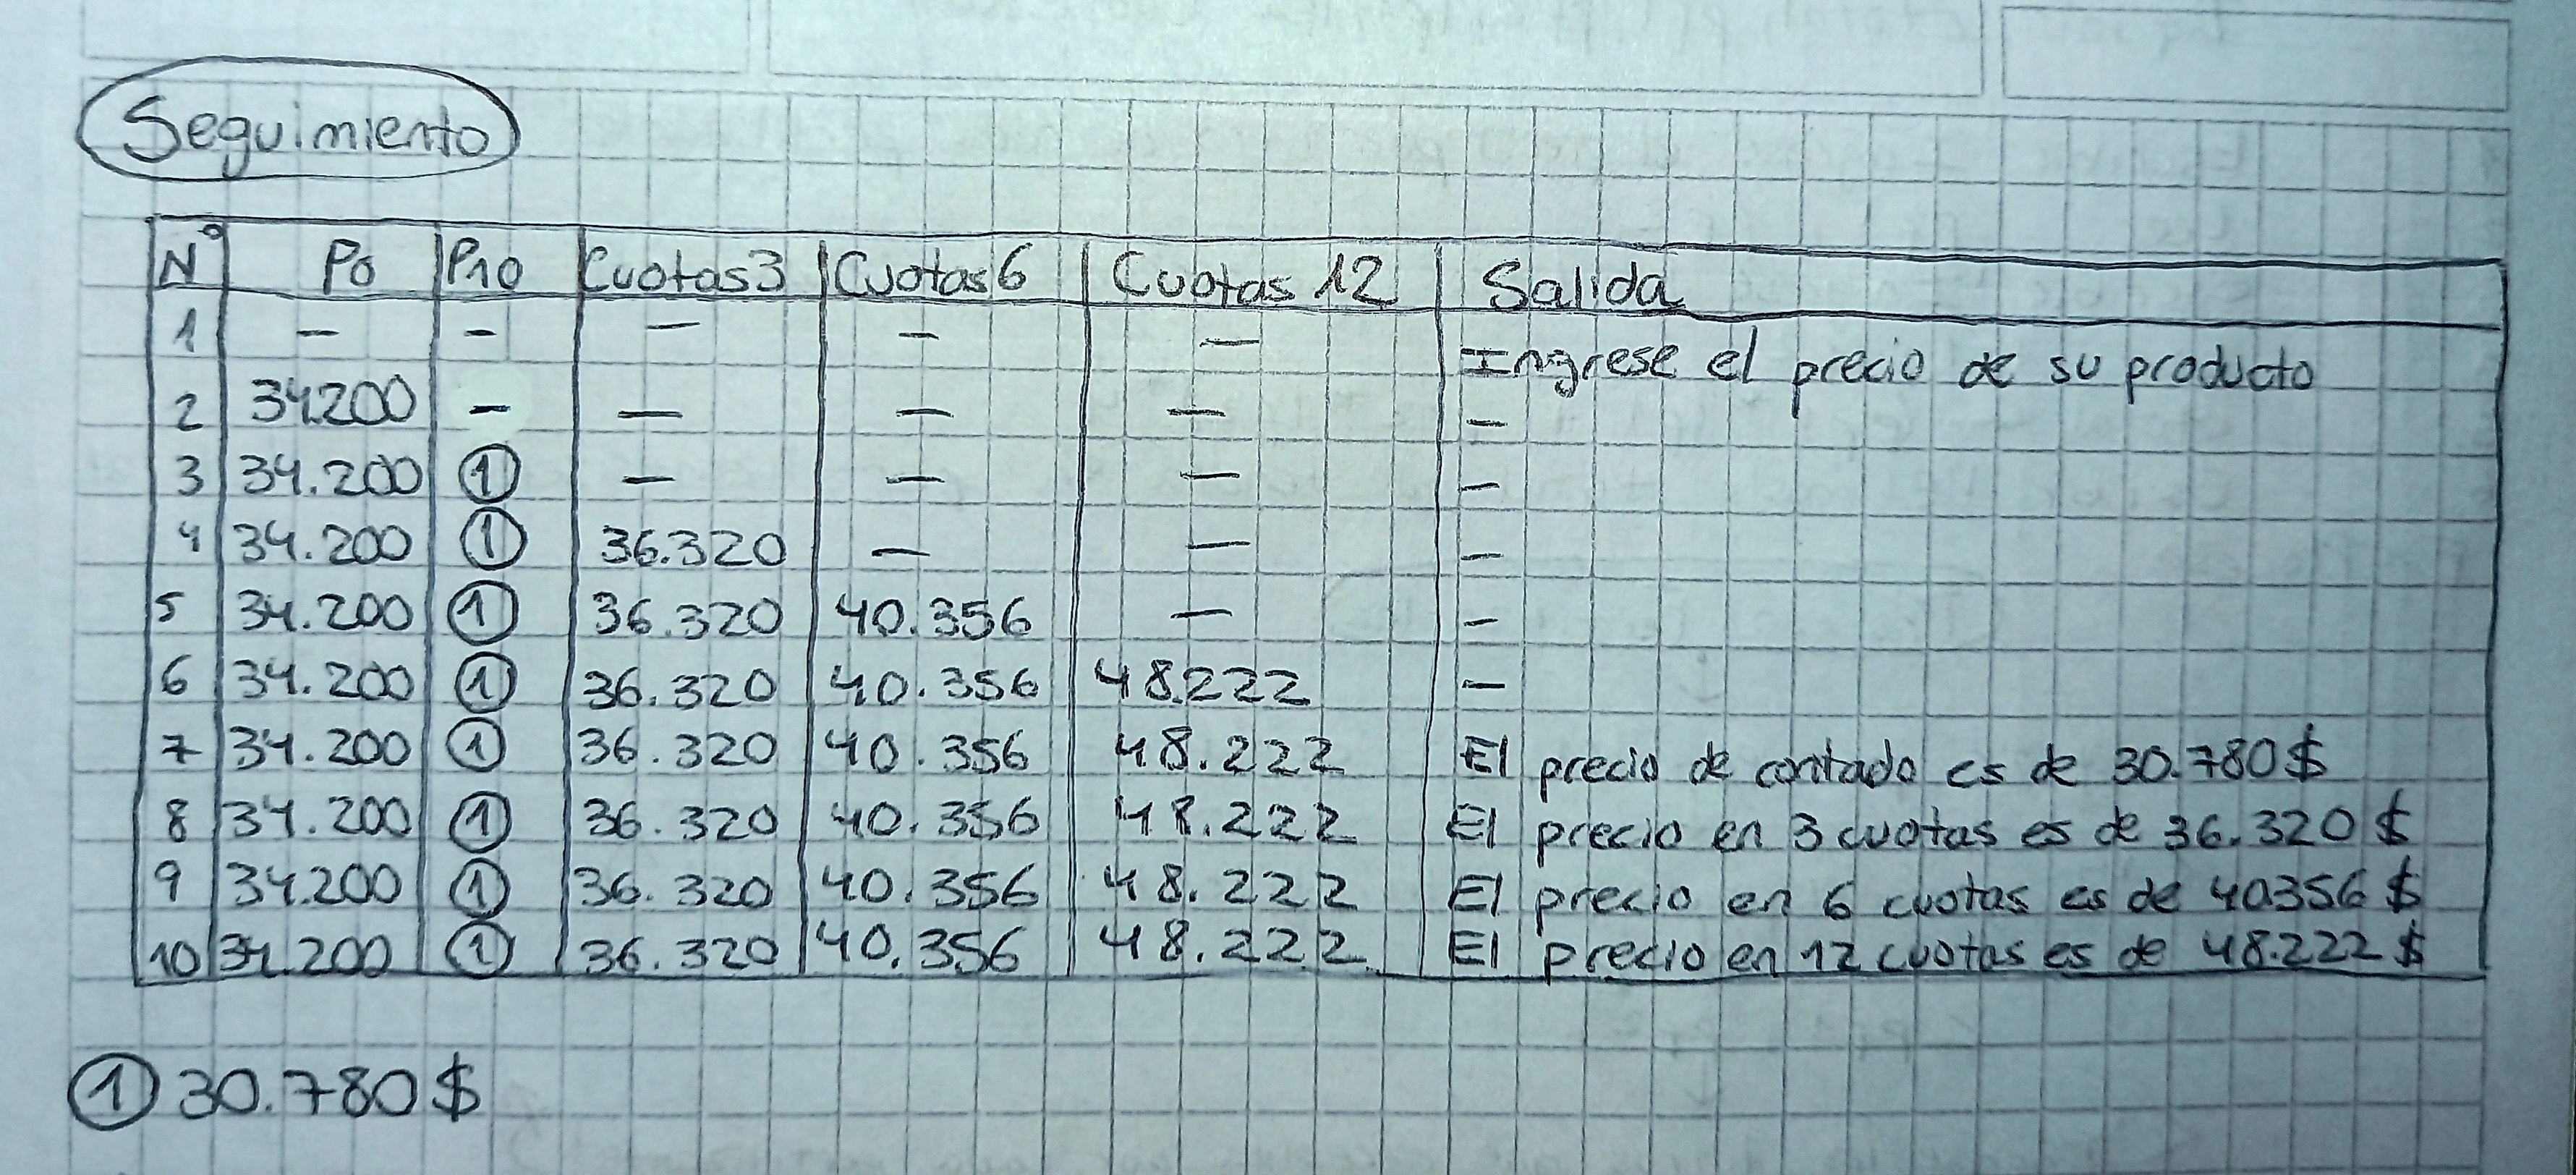 Seguimiento
N° Po P10 Cuotas3 Cuotas6 Cuotas 12 Salida
1 — — — — — Ingrese el precio de su producto
2 34.200 — — — — —
3 34.200 ① — — — —
4 34.200 ① 36.320 — — —
5 34.200 ① 36.320 40.356 — —
6 34.200 ① 36.320 40.356 48.222 —
7 34.200 ① 36.320 40.356 48.222 El precio de contado es de 30.780$
8 34.200 ① 36.320 40.356 48.222 El precio en 3 cuotas es de 36.320$
9 34.200 ① 36.320 40.356 48.222 El precio en 6 cuotas es de 40356$
10 34.200 ① 36.320 40.356 48.222 El precio en 12 cuotas es de 48.222$
① 30.780$